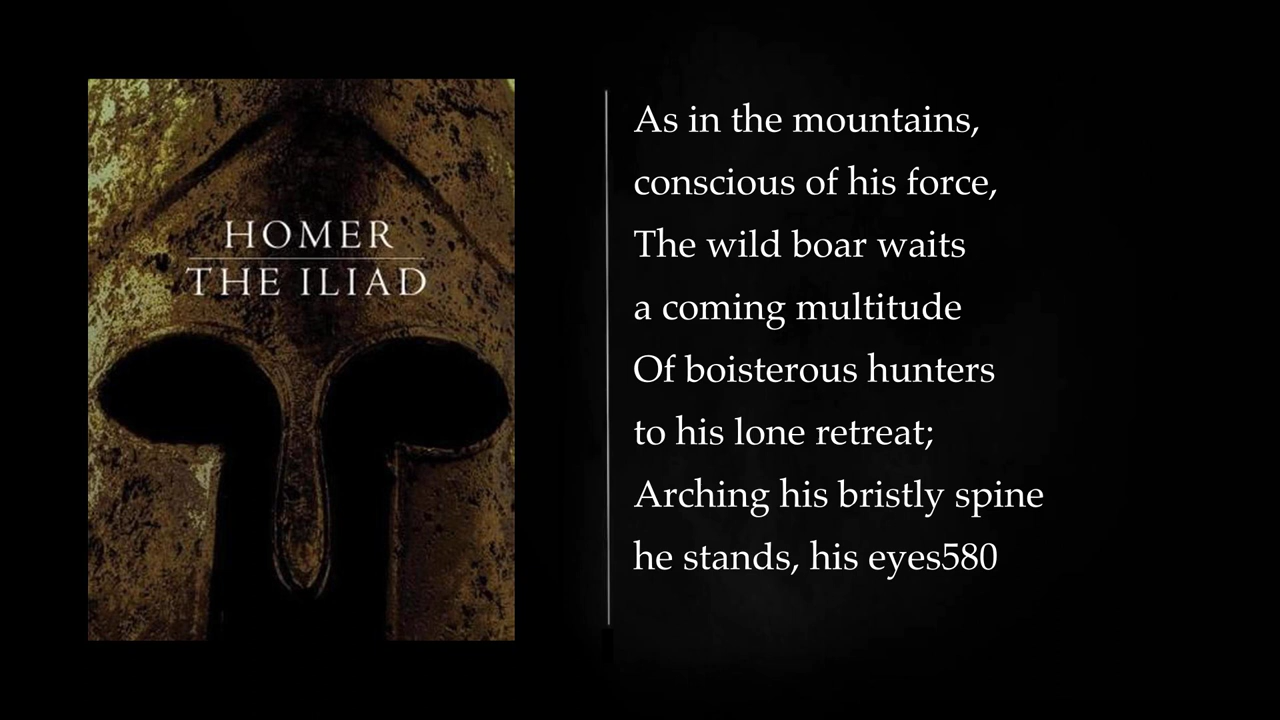 HOMER
THE ILIAD
As in the mountains,
conscious of his force,
The wild boar waits
a coming multitude
Of boisterous hunters
to his lone retreat;
Arching his bristly spine
he stands, his eyes580